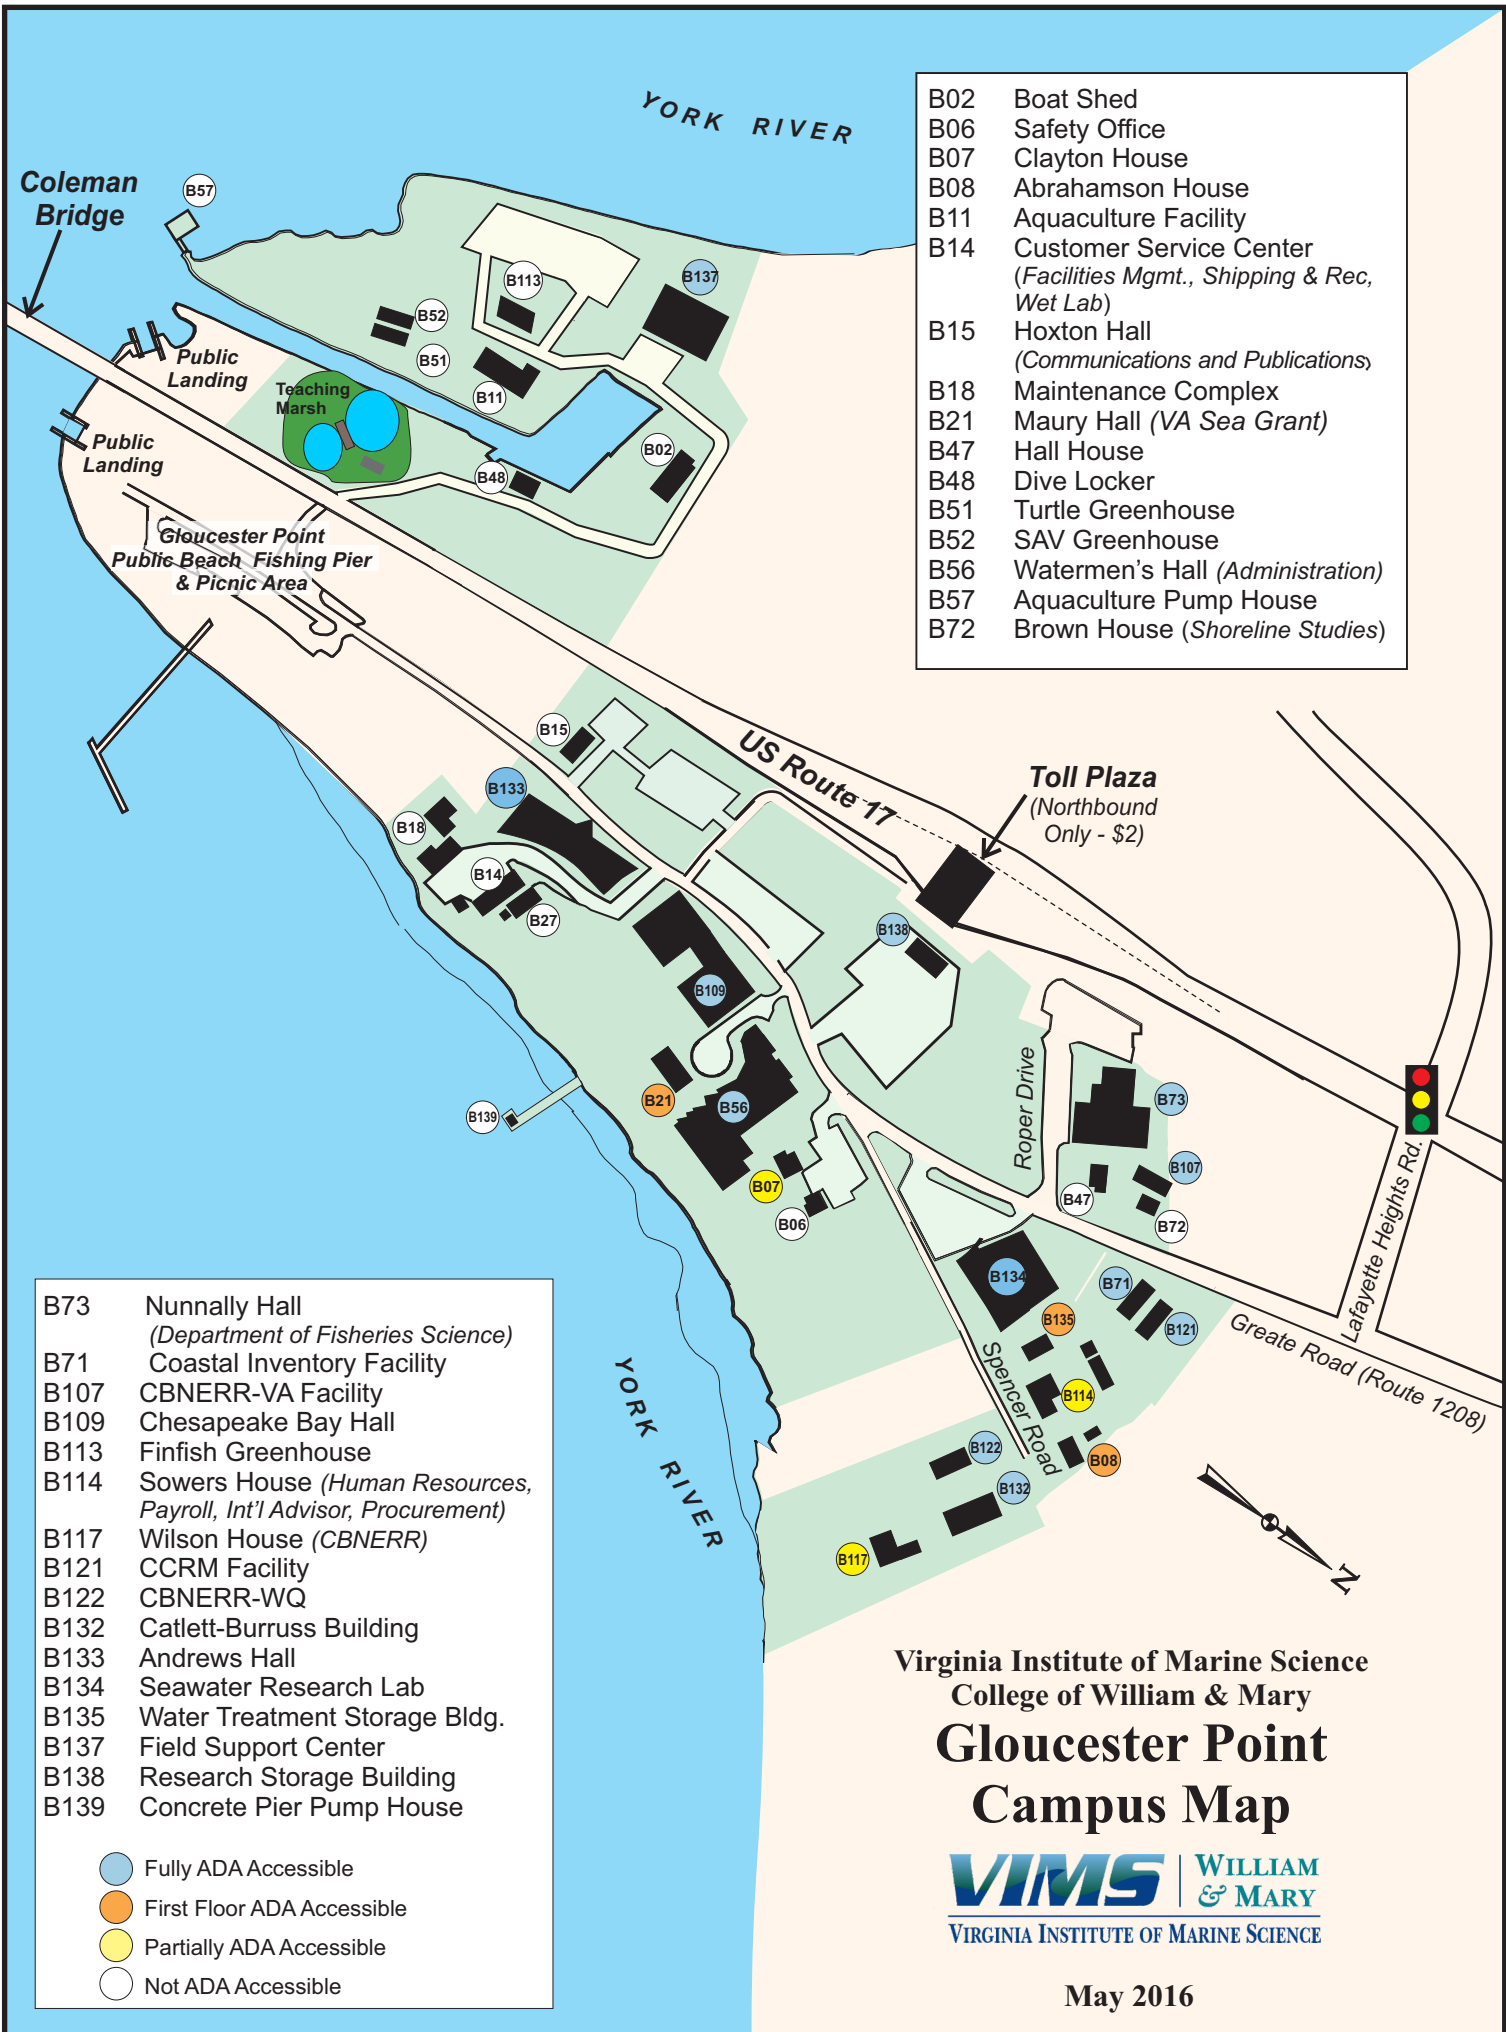 YORK RIVER
Coleman
Bridge
B57
B113
B137
B52
B51
B11
B02
B48
Public
Landing
Teaching
Marsh
Public
Landing
Gloucester Point
Public Beach Fishing Pier
& Picnic Area
B02 Boat Shed
B06 Safety Office
B07 Clayton House
B08 Abrahamson House
B11 Aquaculture Facility
B14 Customer Service Center
(Facilities Mgmt., Shipping & Rec,
Wet Lab)
B15 Hoxton Hall
(Communications and Publications)
B18 Maintenance Complex
B21 Maury Hall (VA Sea Grant)
B47 Hall House
B48 Dive Locker
B51 Turtle Greenhouse
B52 SAV Greenhouse
B56 Watermen's Hall (Administration)
B57 Aquaculture Pump House
B72 Brown House (Shoreline Studies)
B15
US Route 17
Toll Plaza
(Northbound
Only - $2)
B133
B18
B14
B27
B138
B109
Roper Drive
B21
B56
B139
B73
B07
B06
B107
B47
B72
Lafayette Heights Rd.
B134
B71
B135
B121
Greate Road (Route 1208)
Spencer Road
B114
B122
B08
B132
B117
YORK RIVER
N
B73 Nunnally Hall
(Department of Fisheries Science)
B71 Coastal Inventory Facility
B107 CBNERR-VA Facility
B109 Chesapeake Bay Hall
B113 Finfish Greenhouse
B114 Sowers House (Human Resources,
Payroll, Int'l Advisor, Procurement)
B117 Wilson House (CBNERR)
B121 CCRM Facility
B122 CBNERR-WQ
B132 Catlett-Burruss Building
B133 Andrews Hall
B134 Seawater Research Lab
B135 Water Treatment Storage Bldg.
B137 Field Support Center
B138 Research Storage Building
B139 Concrete Pier Pump House
Fully ADA Accessible
First Floor ADA Accessible
Partially ADA Accessible
Not ADA Accessible
Virginia Institute of Marine Science
College of William & Mary
Gloucester Point
Campus Map
VIMS
WILLIAM
& MARY
VIRGINIA INSTITUTE OF MARINE SCIENCE
May 2016